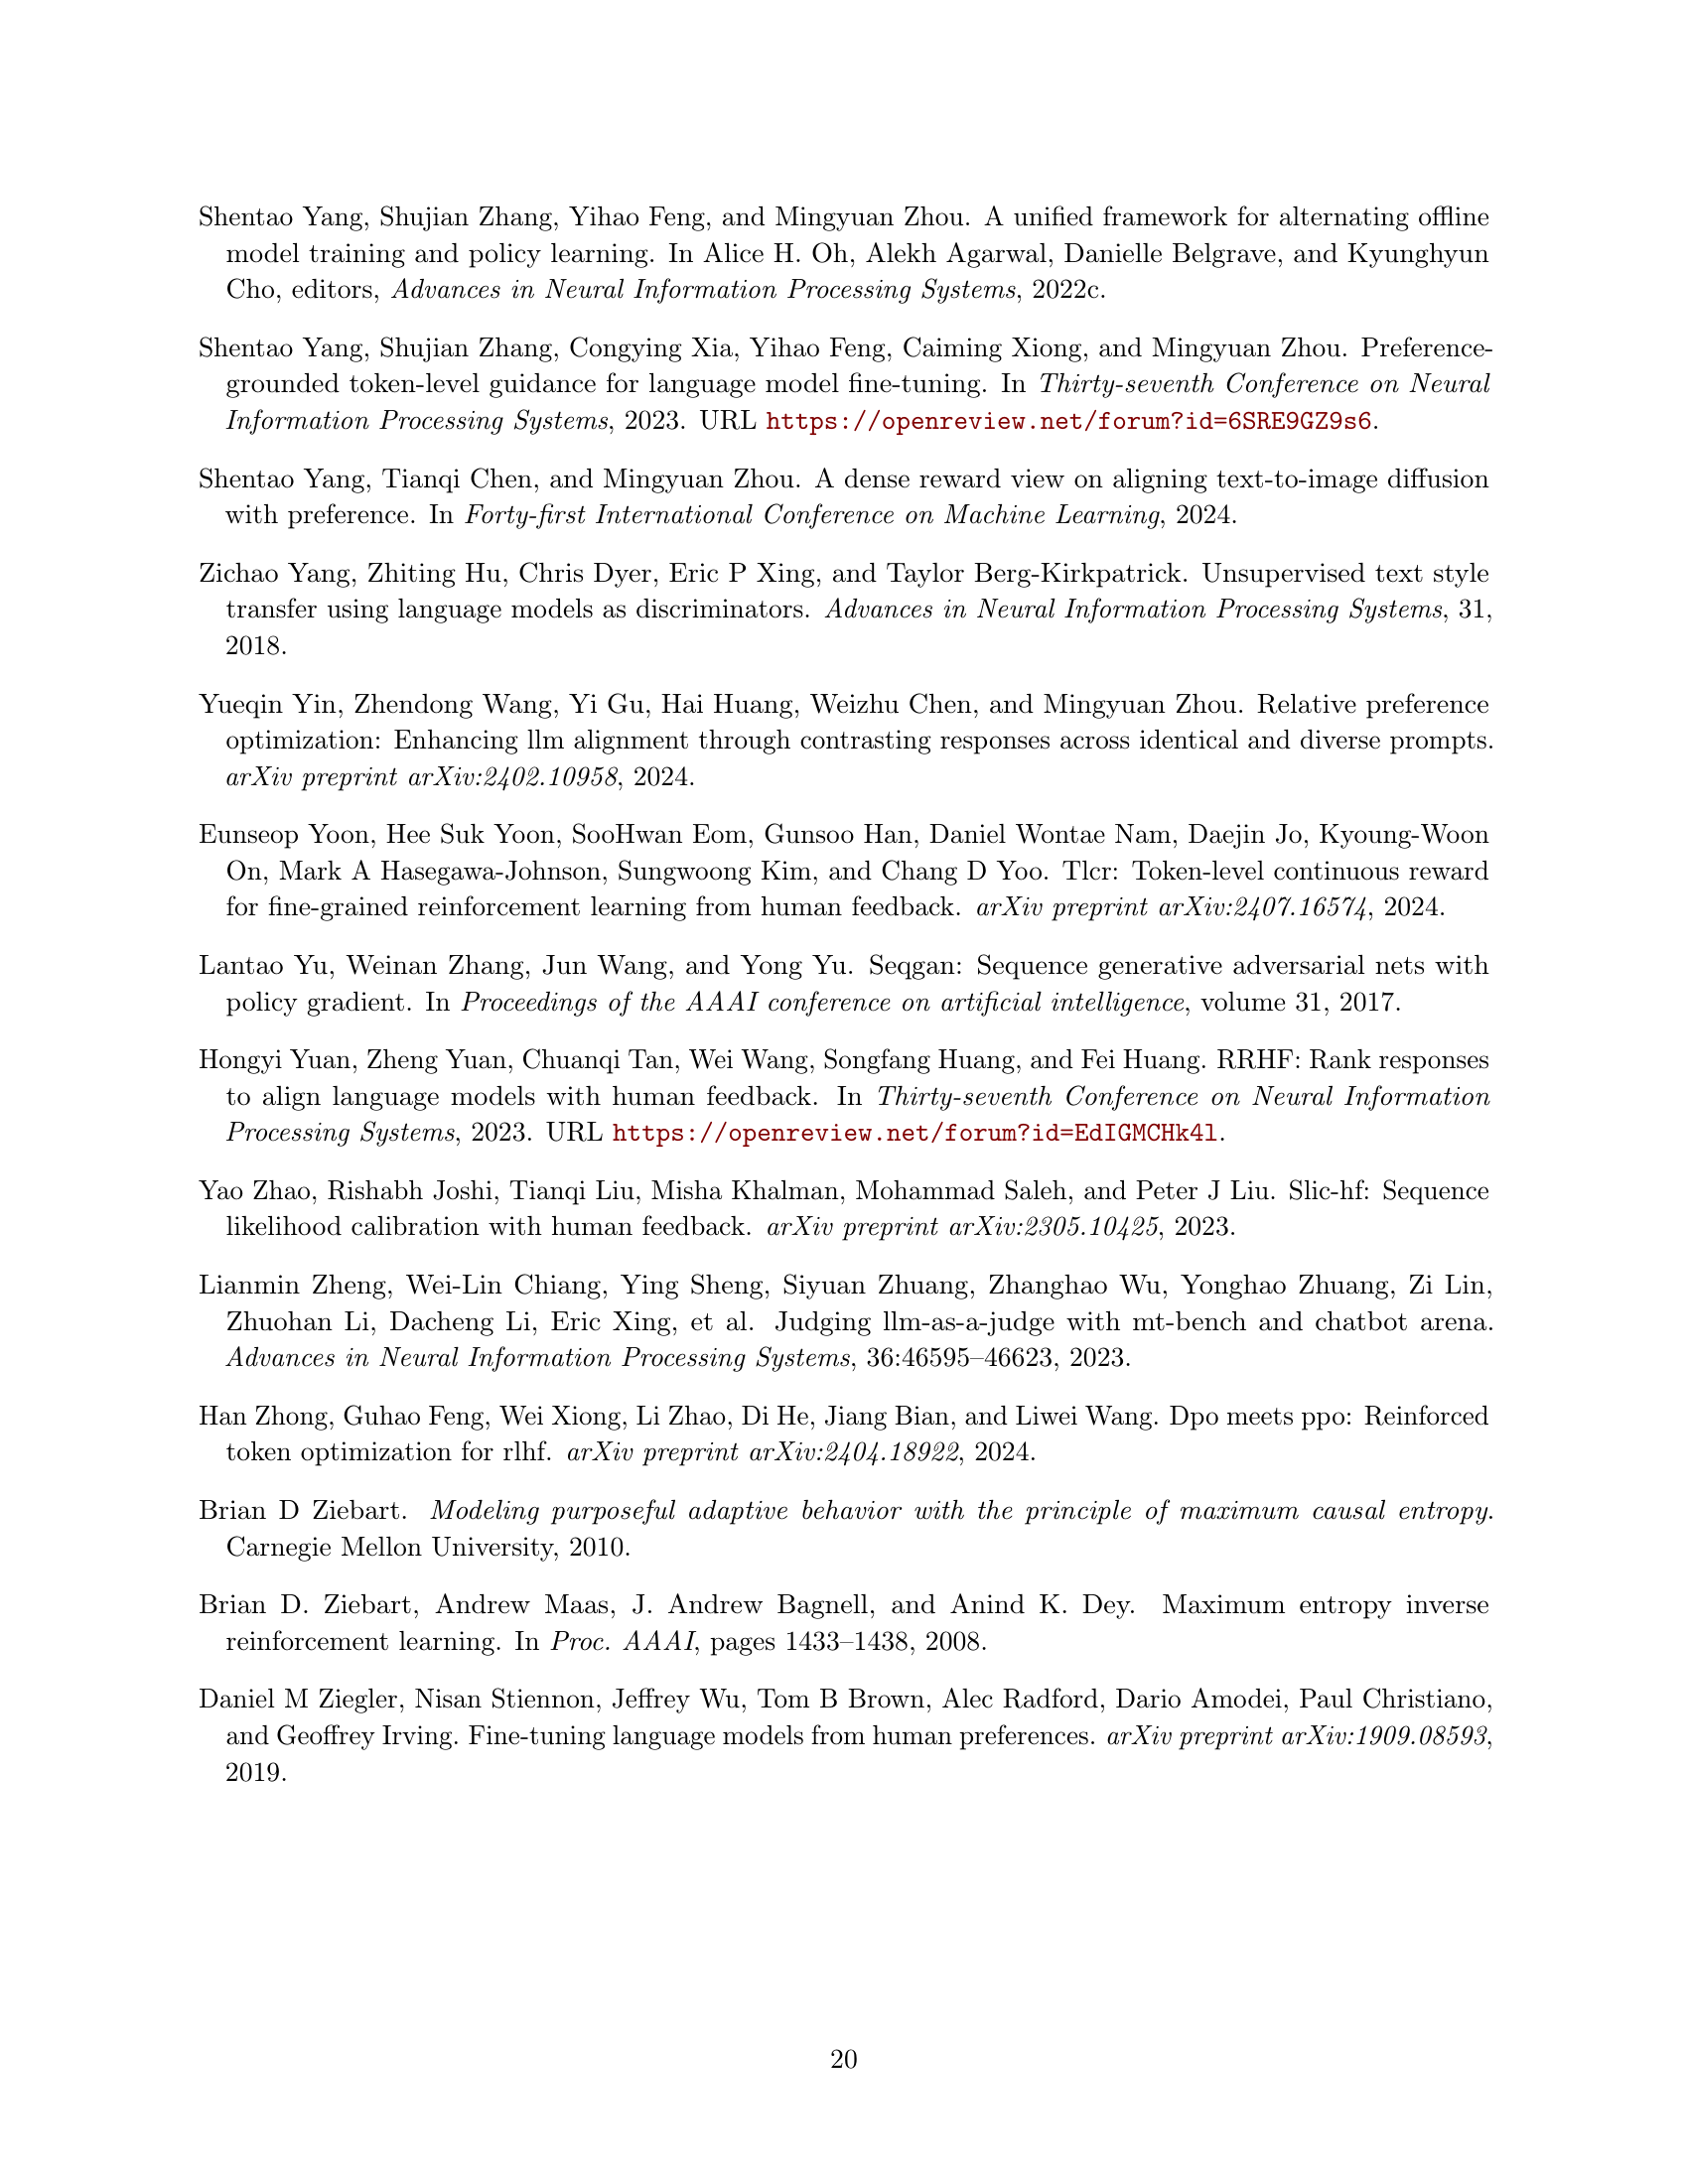 Shentao Yang, Shujian Zhang, Yihao Feng, and Mingyuan Zhou. A unified framework for alternating offline
model training and policy learning. In Alice H. Oh, Alekh Agarwal, Danielle Belgrave, and Kyunghyun
Cho, editors, Advances in Neural Information Processing Systems, 2022c.
Shentao Yang, Shujian Zhang, Congying Xia, Yihao Feng, Caiming Xiong, and Mingyuan Zhou. Preference-
grounded token-level guidance for language model fine-tuning. In Thirty-seventh Conference on Neural
Information Processing Systems, 2023. URL https://openreview.net/forum?id=6SRE9GZ9s6.
Shentao Yang, Tianqi Chen, and Mingyuan Zhou. A dense reward view on aligning text-to-image diffusion
with preference. In Forty-first International Conference on Machine Learning, 2024.
Zichao Yang, Zhiting Hu, Chris Dyer, Eric P Xing, and Taylor Berg-Kirkpatrick. Unsupervised text style
transfer using language models as discriminators. Advances in Neural Information Processing Systems, 31,
2018.
Yueqin Yin, Zhendong Wang, Yi Gu, Hai Huang, Weizhu Chen, and Mingyuan Zhou. Relative preference
optimization: Enhancing llm alignment through contrasting responses across identical and diverse prompts.
arXiv preprint arXiv:2402.10958, 2024.
Eunseop Yoon, Hee Suk Yoon, SooHwan Eom, Gunsoo Han, Daniel Wontae Nam, Daejin Jo, Kyoung-Woon
On, Mark A Hasegawa-Johnson, Sungwoong Kim, and Chang D Yoo. Tlcr: Token-level continuous reward
for fine-grained reinforcement learning from human feedback. arXiv preprint arXiv:2407.16574, 2024.
Lantao Yu, Weinan Zhang, Jun Wang, and Yong Yu. Seqgan: Sequence generative adversarial nets with
policy gradient. In Proceedings of the AAAI conference on artificial intelligence, volume 31, 2017.
Hongyi Yuan, Zheng Yuan, Chuanqi Tan, Wei Wang, Songfang Huang, and Fei Huang. RRHF: Rank responses
to align language models with human feedback. In Thirty-seventh Conference on Neural Information
Processing Systems, 2023. URL https://openreview.net/forum?id=EdIGMCHk4l.
Yao Zhao, Rishabh Joshi, Tianqi Liu, Misha Khalman, Mohammad Saleh, and Peter J Liu. Slic-hf: Sequence
likelihood calibration with human feedback. arXiv preprint arXiv:2305.10425, 2023.
Lianmin Zheng, Wei-Lin Chiang, Ying Sheng, Siyuan Zhuang, Zhanghao Wu, Yonghao Zhuang, Zi Lin,
Zhuohan Li, Dacheng Li, Eric Xing, et al. Judging llm-as-a-judge with mt-bench and chatbot arena.
Advances in Neural Information Processing Systems, 36:46595–46623, 2023.
Han Zhong, Guhao Feng, Wei Xiong, Li Zhao, Di He, Jiang Bian, and Liwei Wang. Dpo meets ppo: Reinforced
token optimization for rlhf. arXiv preprint arXiv:2404.18922, 2024.
Brian D Ziebart. Modeling purposeful adaptive behavior with the principle of maximum causal entropy.
Carnegie Mellon University, 2010.
Brian D. Ziebart, Andrew Maas, J. Andrew Bagnell, and Anind K. Dey. Maximum entropy inverse
reinforcement learning. In Proc. AAAI, pages 1433–1438, 2008.
Daniel M Ziegler, Nisan Stiennon, Jeffrey Wu, Tom B Brown, Alec Radford, Dario Amodei, Paul Christiano,
and Geoffrey Irving. Fine-tuning language models from human preferences. arXiv preprint arXiv:1909.08593,
2019.
20